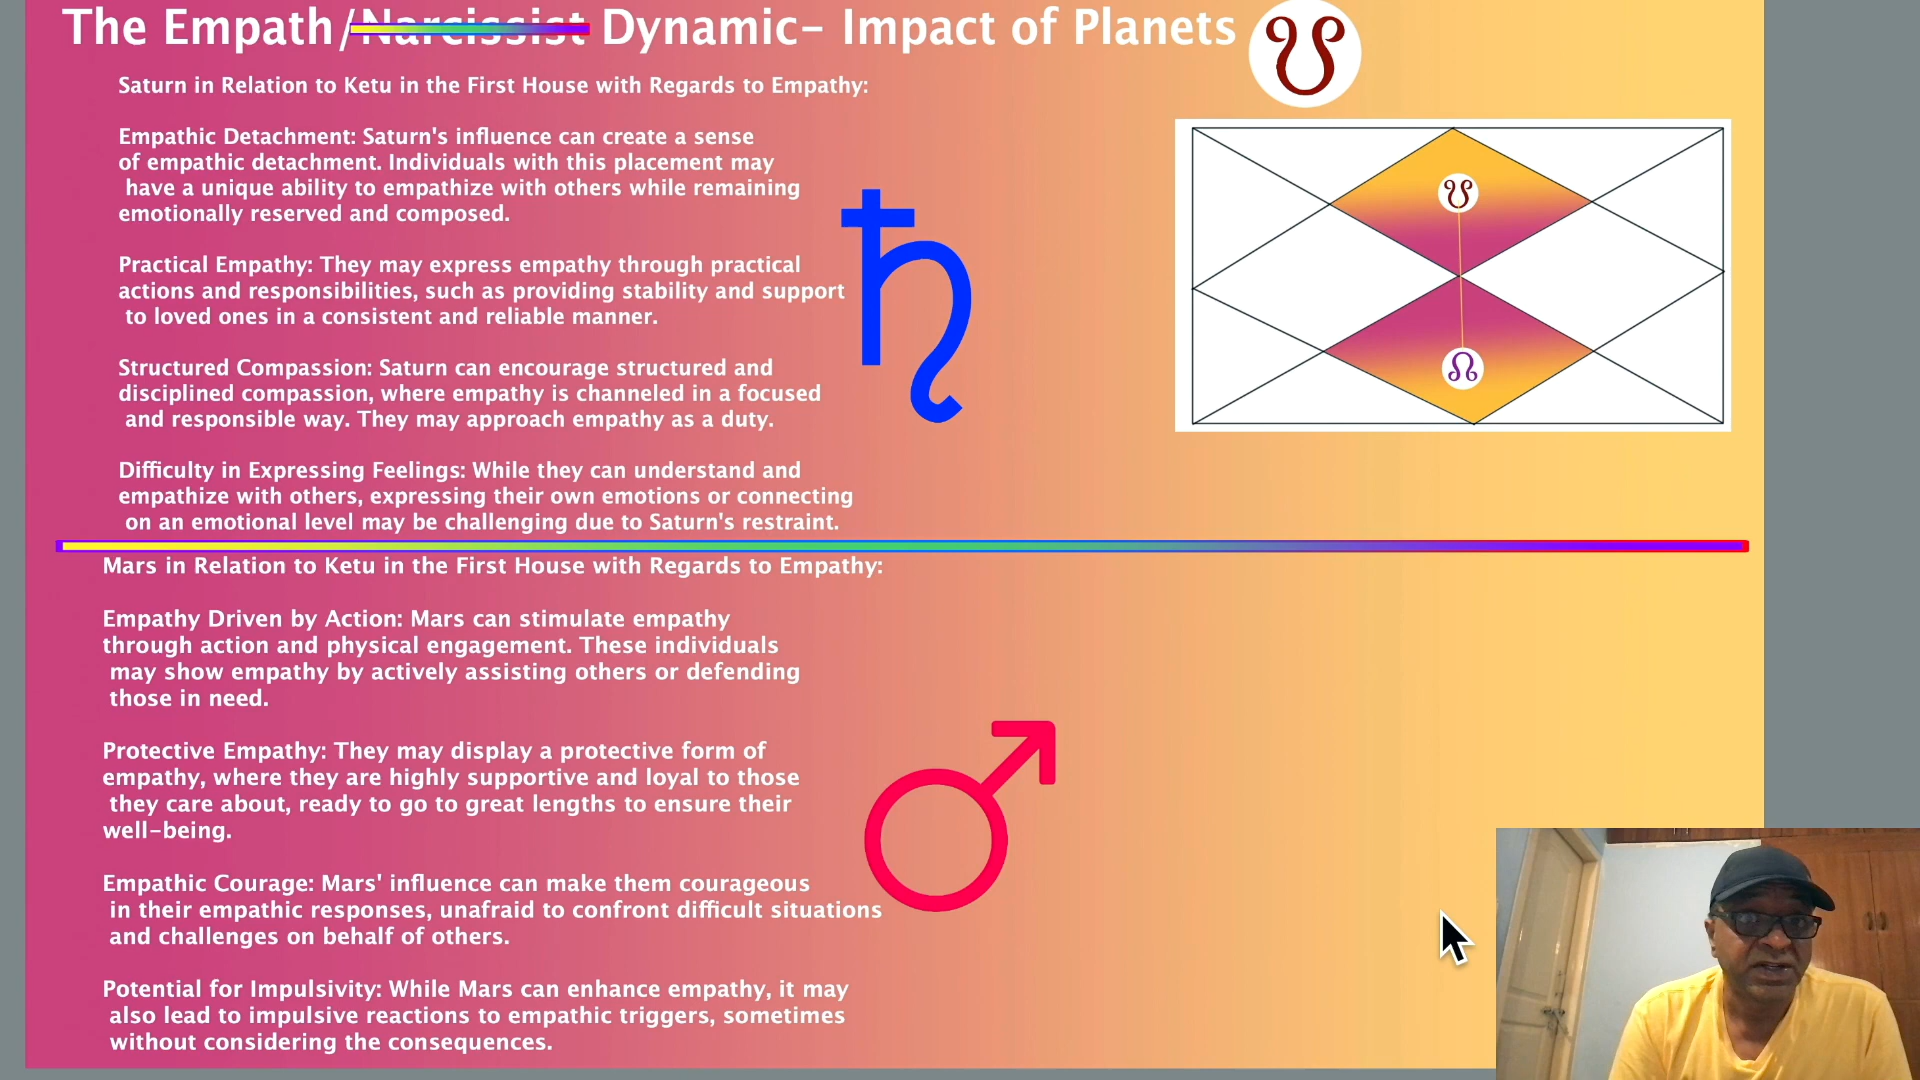 The Empath/Narcissist Dynamic- Impact of Planets
Saturn in Relation to Ketu in the First House with Regards to Empathy:
Empathic Detachment: Saturn's influence can create a sense
of empathic detachment. Individuals with this placement may
have a unique ability to empathize with others while remaining
emotionally reserved and composed.
Practical Empathy: They may express empathy through practical
actions and responsibilities, such as providing stability and support
to loved ones in a consistent and reliable manner.
Structured Compassion: Saturn can encourage structured and
disciplined compassion, where empathy is channeled in a focused
and responsible way. They may approach empathy as a duty.
Difficulty in Expressing Feelings: While they can understand and
empathize with others, expressing their own emotions or connecting
on an emotional level may be challenging due to Saturn's restraint.
Mars in Relation to Ketu in the First House with Regards to Empathy:
Empathy Driven by Action: Mars can stimulate empathy
through action and physical engagement. These individuals
may show empathy by actively assisting others or defending
those in need.
Protective Empathy: They may display a protective form of
empathy, where they are highly supportive and loyal to those
they care about, ready to go to great lengths to ensure their
well-being.
Empathic Courage: Mars' influence can make them courageous
in their empathic responses, unafraid to confront difficult situations
and challenges on behalf of others.
Potential for Impulsivity: While Mars can enhance empathy, it may
also lead to impulsive reactions to empathic triggers, sometimes
without considering the consequences.